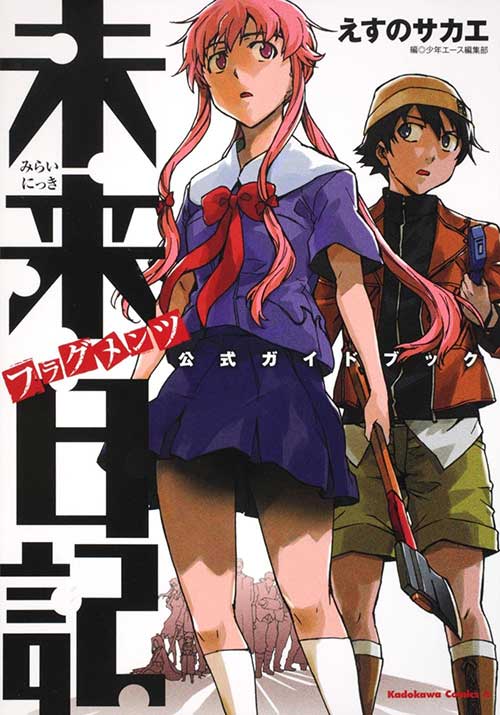 えすのサカエ
編◎少年エース編集部
未来日記
みらい
にっき
フラグメンツ
公式ガイドブック
Kadokawa Comics A